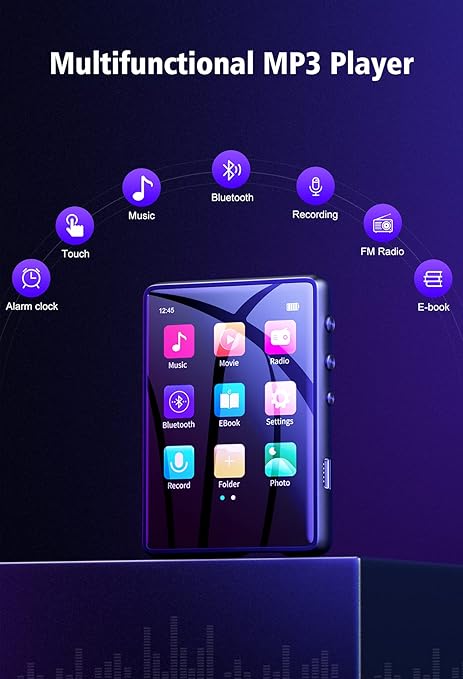 Multifunctional MP3 Player
Bluetooth
Music
Recording
Touch
FM Radio
Alarm clock
E-book
12:45
Music
Movie
Radio
Bluetooth
EBook
Settings
Record
Folder
Photo